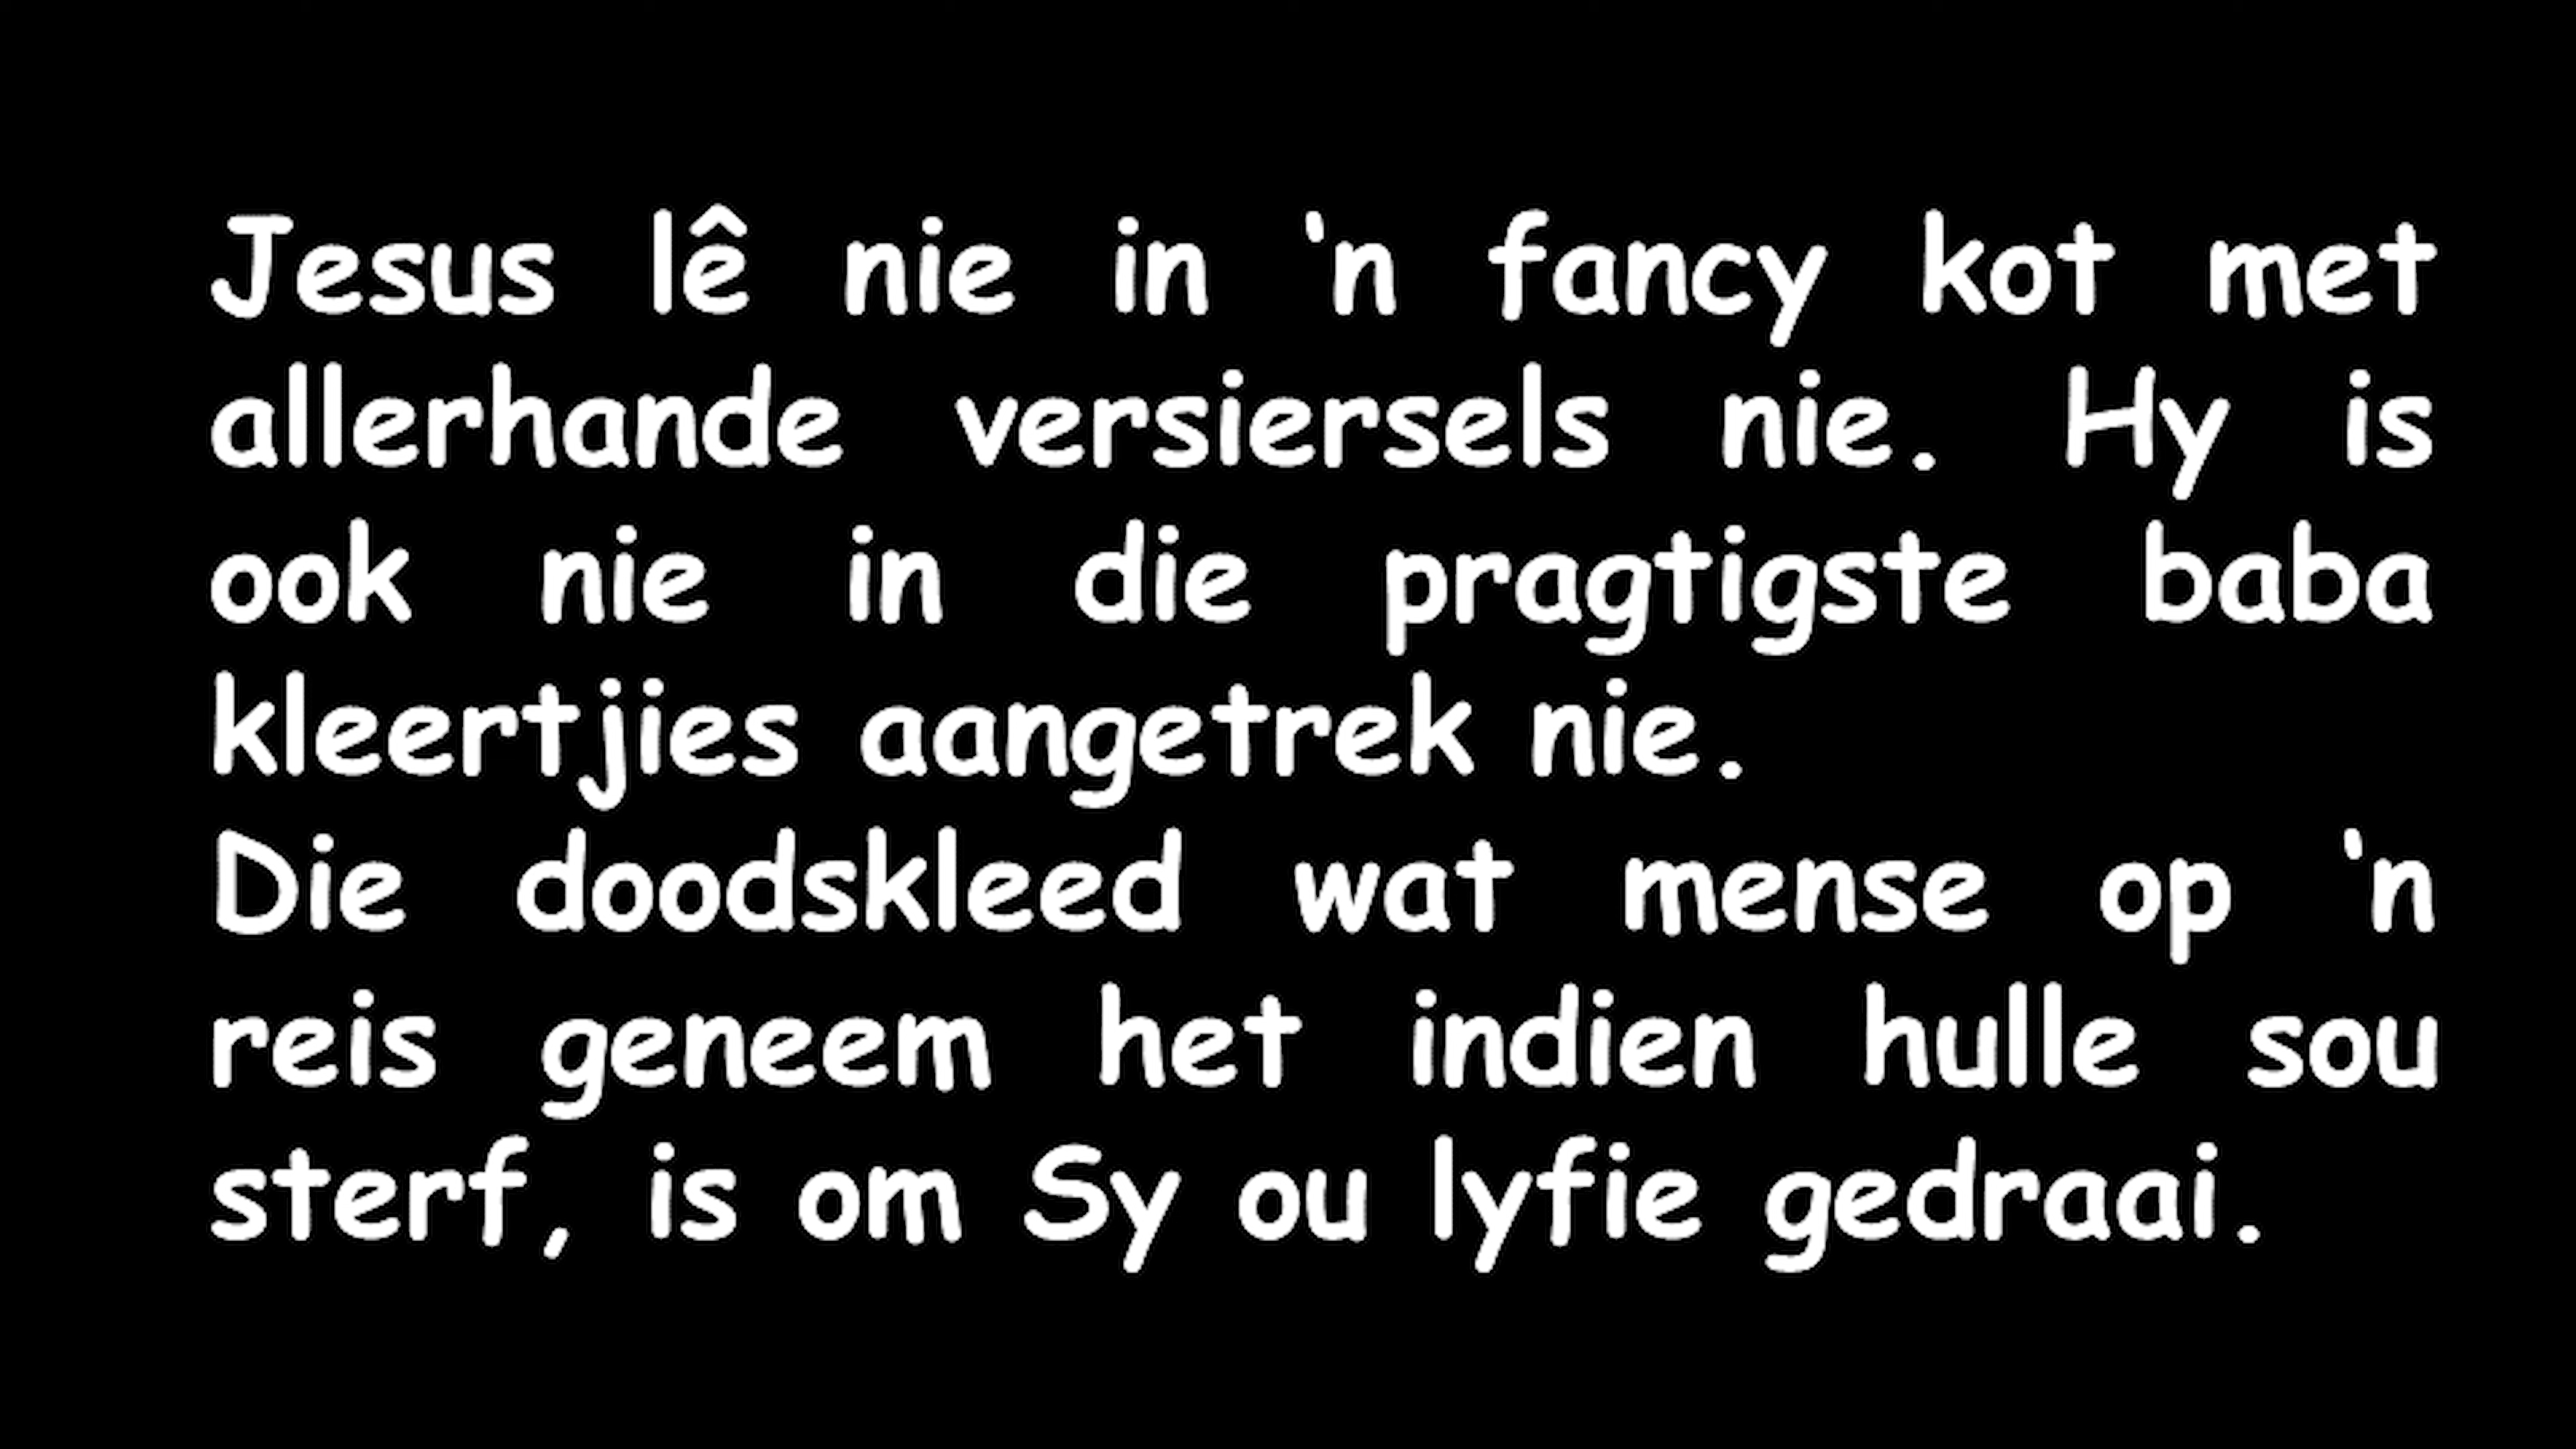 Jesus lê nie in ‘n fancy kot met
allerhande versiersels nie. Hy is
ook nie in die pragtigste baba
kleertjies aangetrek nie.
Die doodskleed wat mense op ‘n
reis geneem het indien hulle sou
sterf, is om Sy ou lyfie gedraai.